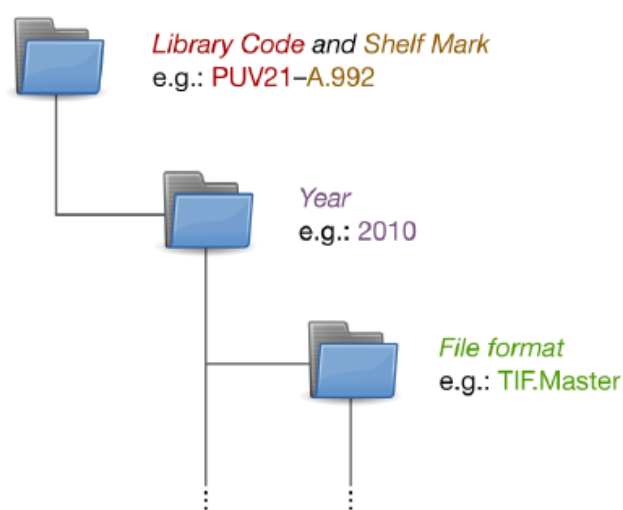 Library Code and Shelf Mark
e.g.: PUV21–A.992
Year
e.g.: 2010
File format
e.g.: TIF.Master